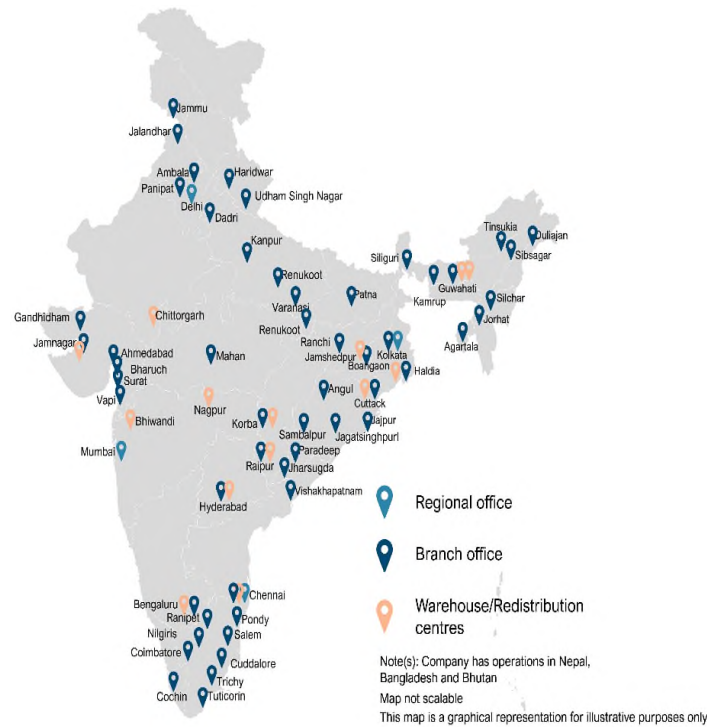 Jammu
Jalandhar
Ambala
Haridwar
Panipat
Udham Singh Nagar
Delhi
Dadri
Tinsukia
Duliajan
Kanpur
Sibsagar
Siliguri
Renukoot
Guwahati
Patna
Kamrup
Silchar
Varanasi
Gandhidham
Chittorgarh
Jorhat
Renukoot
Agartala
Jamnagar
Ranchi
Ahmedabad
Mahan
Jamshedpur
Kolkata
Bharuch
Boangaon
Haldia
Surat
Angul
Vapi
Nagpur
Cuttack
Bhiwandi
Korba
Jajpur
Sambalpur
Jagatsinghpurl
Mumbai
Paradeep
Raipur
Jharsugda
Vishakhapatnam
Hyderabad
Regional office
Branch office
Chennai
Bengaluru
Warehouse/Redistribution
centres
Ranipet
Pondy
Nilgiris
Salem
Coimbatore
Cuddalore
Note(s): Company has operations in Nepal,
Bangladesh and Bhutan
Trichy
Cochin
Tuticorin
Map not scalable
This map is a graphical representation for illustrative purposes only